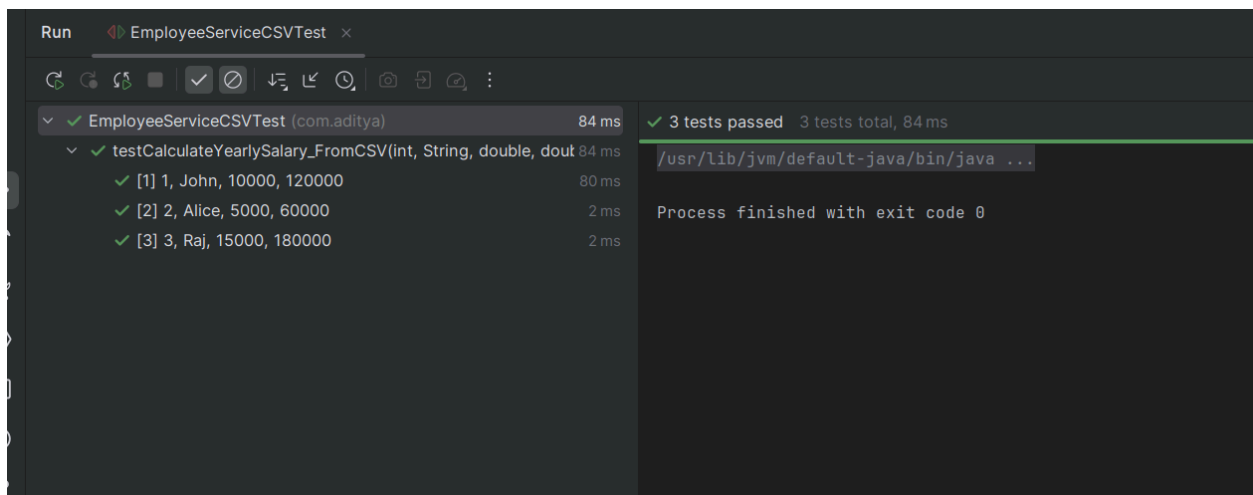 Run EmployeeServiceCSVTest ×
EmployeeServiceCSVTest (com.aditya) 84 ms
testCalculateYearlySalary_FromCSV(int, String, double, doub 84 ms
[1] 1, John, 10000, 120000 80 ms
[2] 2, Alice, 5000, 60000 2 ms
[3] 3, Raj, 15000, 180000 2 ms
3 tests passed 3 tests total, 84 ms
/usr/lib/jvm/default-java/bin/java ...
Process finished with exit code 0